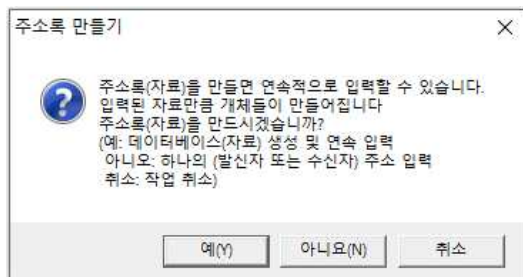 주소록 만들기
주소록(자료)을 만들면 연속적으로 입력할 수 있습니다.
입력된 자료만큼 개체들이 만들어집니다
주소록(자료)을 만드시겠니까?
(예: 데이터베이스(자료) 생성 및 연속 입력
아니오: 하나의 (발신자 또는 수신자) 주소 입력
취소: 작업 취소)
예(Y) 아니요(N) 취소